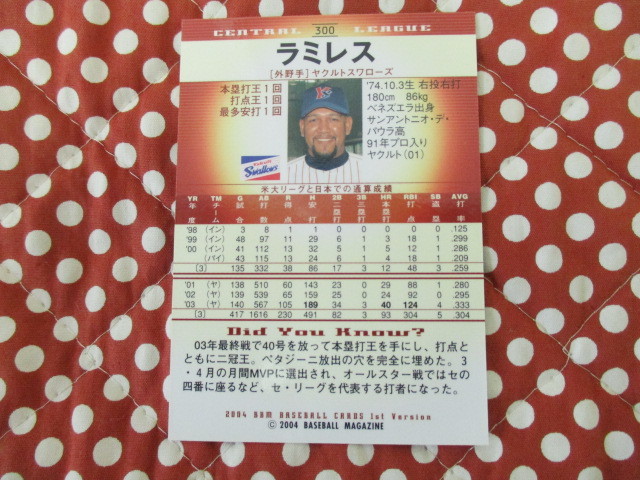 CENTRAL 300 LEAGUE
ラミレス
[外野手] ヤクルトスワローズ
本塁打王1回
打点王1回
最多安打1回
'74.10.3生 右投右打
180cm 86kg
ベネズエラ出身
サンアントニオ・デ・
パウラ高
91年プロ入り
ヤクルト(01)
Swallows
米大リーグと日本での通算成績
YR TM G AB R H 2B 3B HR RBI SB AVG
年度 チーム 試合 打数 得点 安打 二塁打 三塁打 本塁打 打点 盗塁 打率
'98 (イン) 3 8 1 1 0 0 0 0 0 .125
'99 (イン) 48 97 11 29 6 1 3 18 1 .299
'00 (イン) 41 112 13 32 5 1 5 12 1 .286
(パイ) 43 115 13 24 6 1 4 18 2 .209
[3] 135 332 38 86 17 3 12 48 3 .259
'01 (ヤ) 138 510 60 143 23 0 29 88 1 .280
'02 (ヤ) 139 539 65 159 25 0 24 92 0 .295
'03 (ヤ) 140 567 105 189 34 3 40 124 4 .333
[3] 417 1616 230 491 82 3 93 304 5 .304
Did You Know?
03年最終戦で40号を放って本塁打王を手にし、打点
とともに二冠王。ペタジーニ放出の穴を完全に埋めた。3
・4月の月間MVPに選出され、オールスター戦ではセの
四番に座るなど、セ・リーグを代表する打者になった。
2004 BBM BASEBALL CARDS 1st Version
© 2004 BASEBALL MAGAZINE